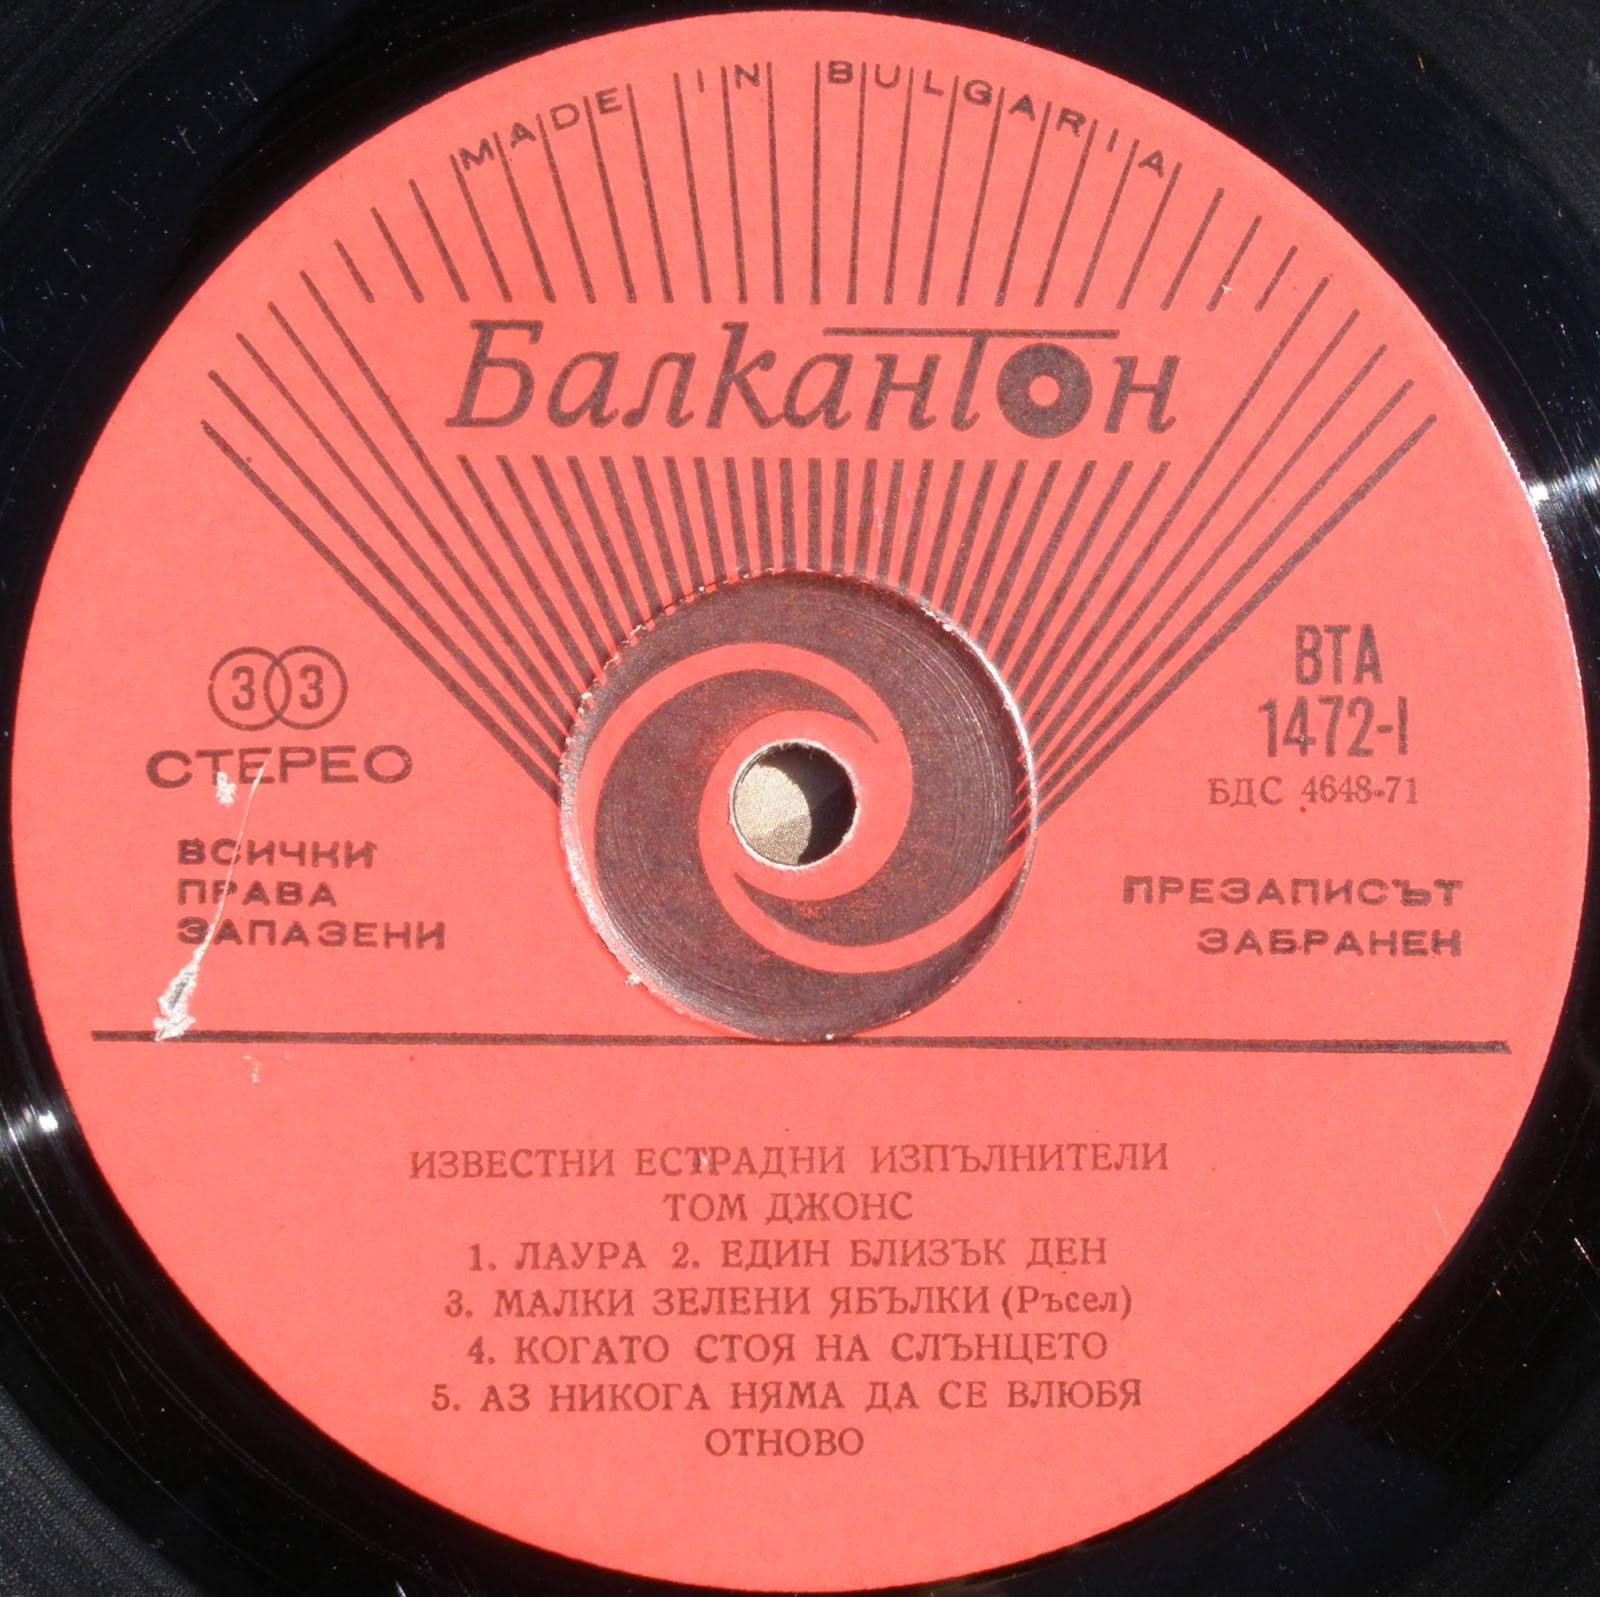 MADE IN BULGARIA
Балкантон
33
СТЕРЕО
ВСИЧКИ
ПРАВА
ЗАПАЗЕНИ
ВТА
1472-I
БДС 4648-71
ПРЕЗАПИСЪТ
ЗАБРАНЕН
ИЗВЕСТНИ ЕСТРАДНИ ИЗПЪЛНИТЕЛИ
ТОМ ДЖОНС
1. ЛАУРА 2. ЕДИН БЛИЗЪК ДЕН
3. МАЛКИ ЗЕЛЕНИ ЯБЪЛКИ (Ръсел)
4. КОГАТО СТОЯ НА СЛЪНЦЕТО
5. АЗ НИКОГА НЯМА ДА СЕ ВЛЮБЯ
ОТНОВО